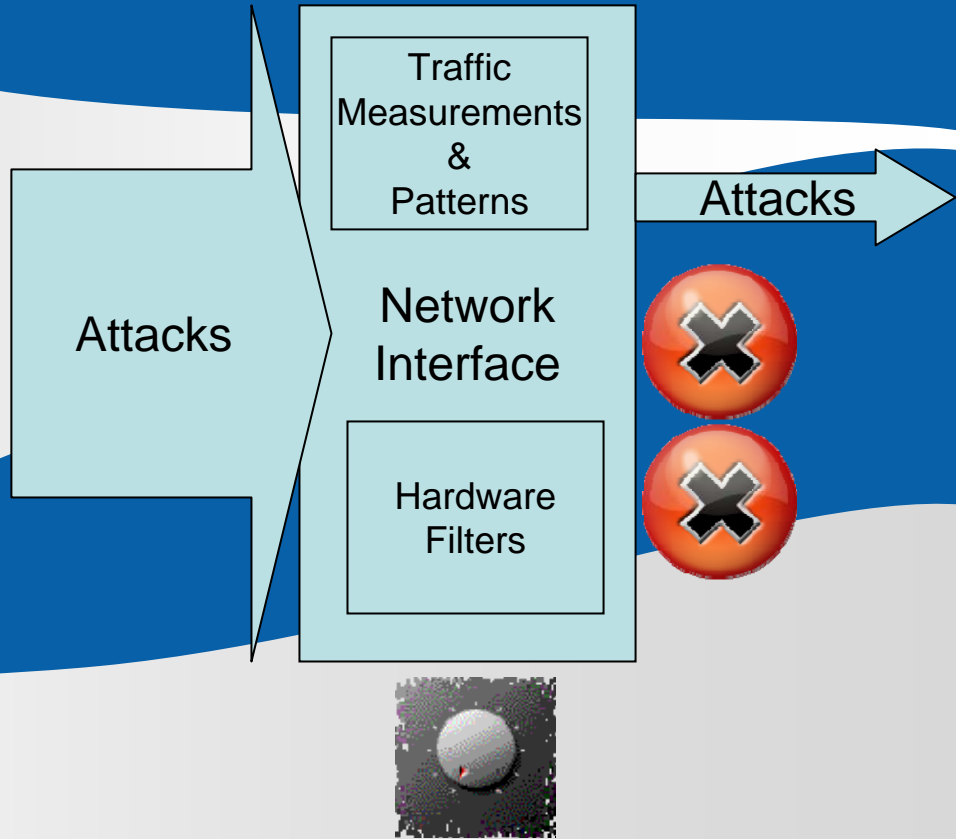 Traffic
Measurements
&
Patterns
Attacks
Attacks
Network
Interface
Hardware
Filters